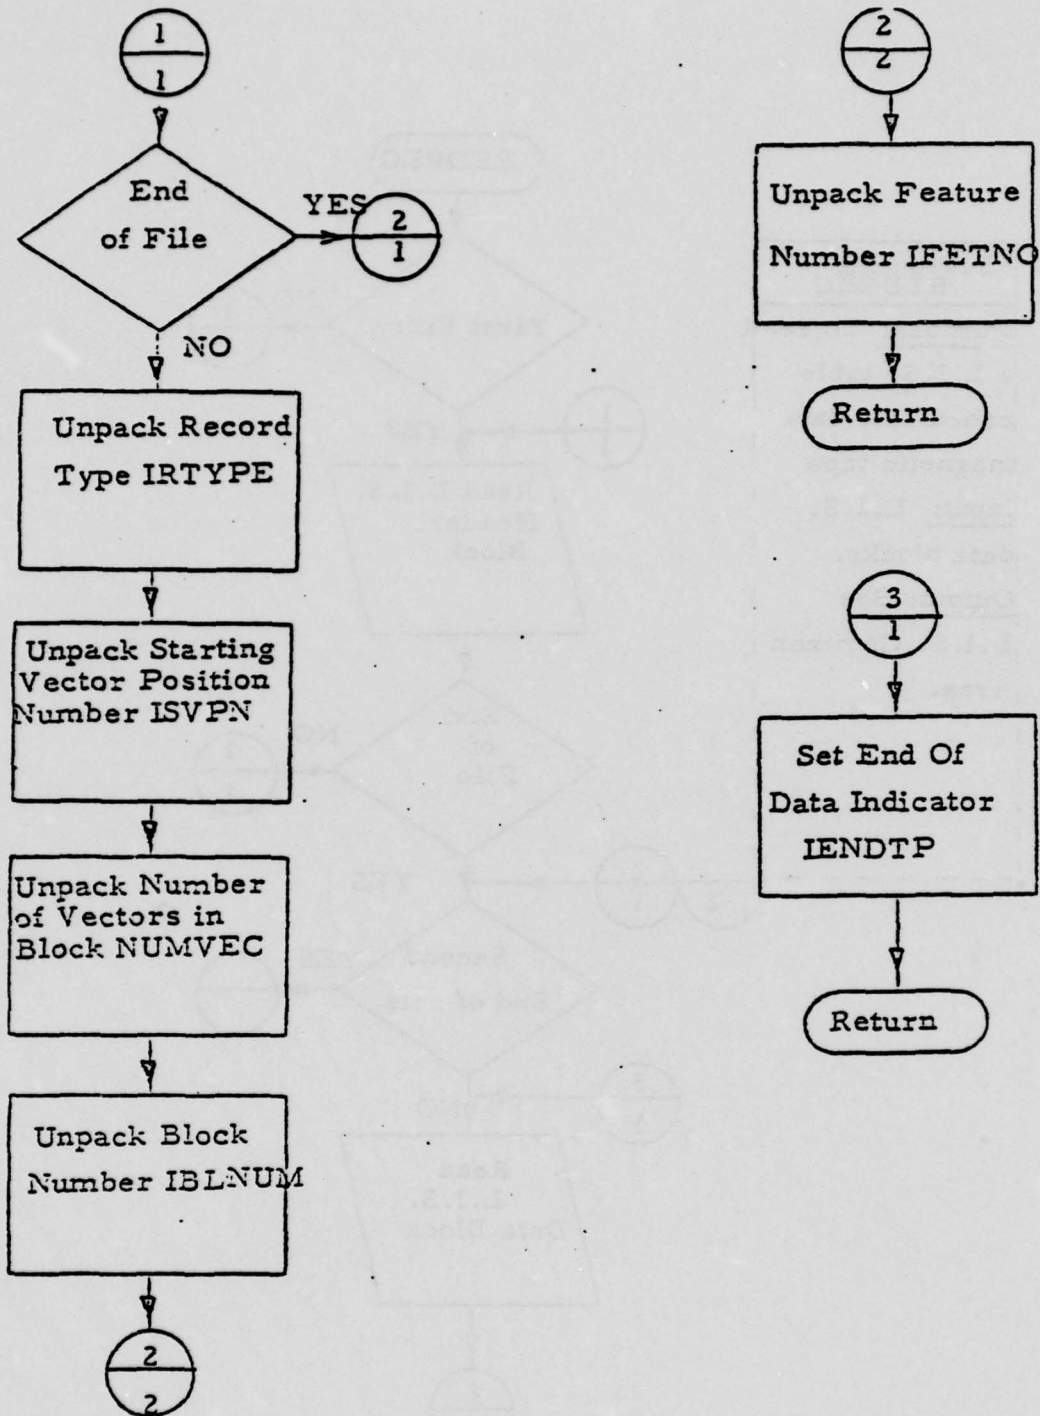 1
1
End
of File
YES
2
1
NO
Unpack Record
Type IRTYPE
Unpack Starting
Vector Position
Number ISVPN
Unpack Number
of Vectors in
Block NUMVEC
Unpack Block
Number IBLNUM
2
2
2
2
Unpack Feature
Number IFETNO
Return
3
1
Set End Of
Data Indicator
IENDTP
Return